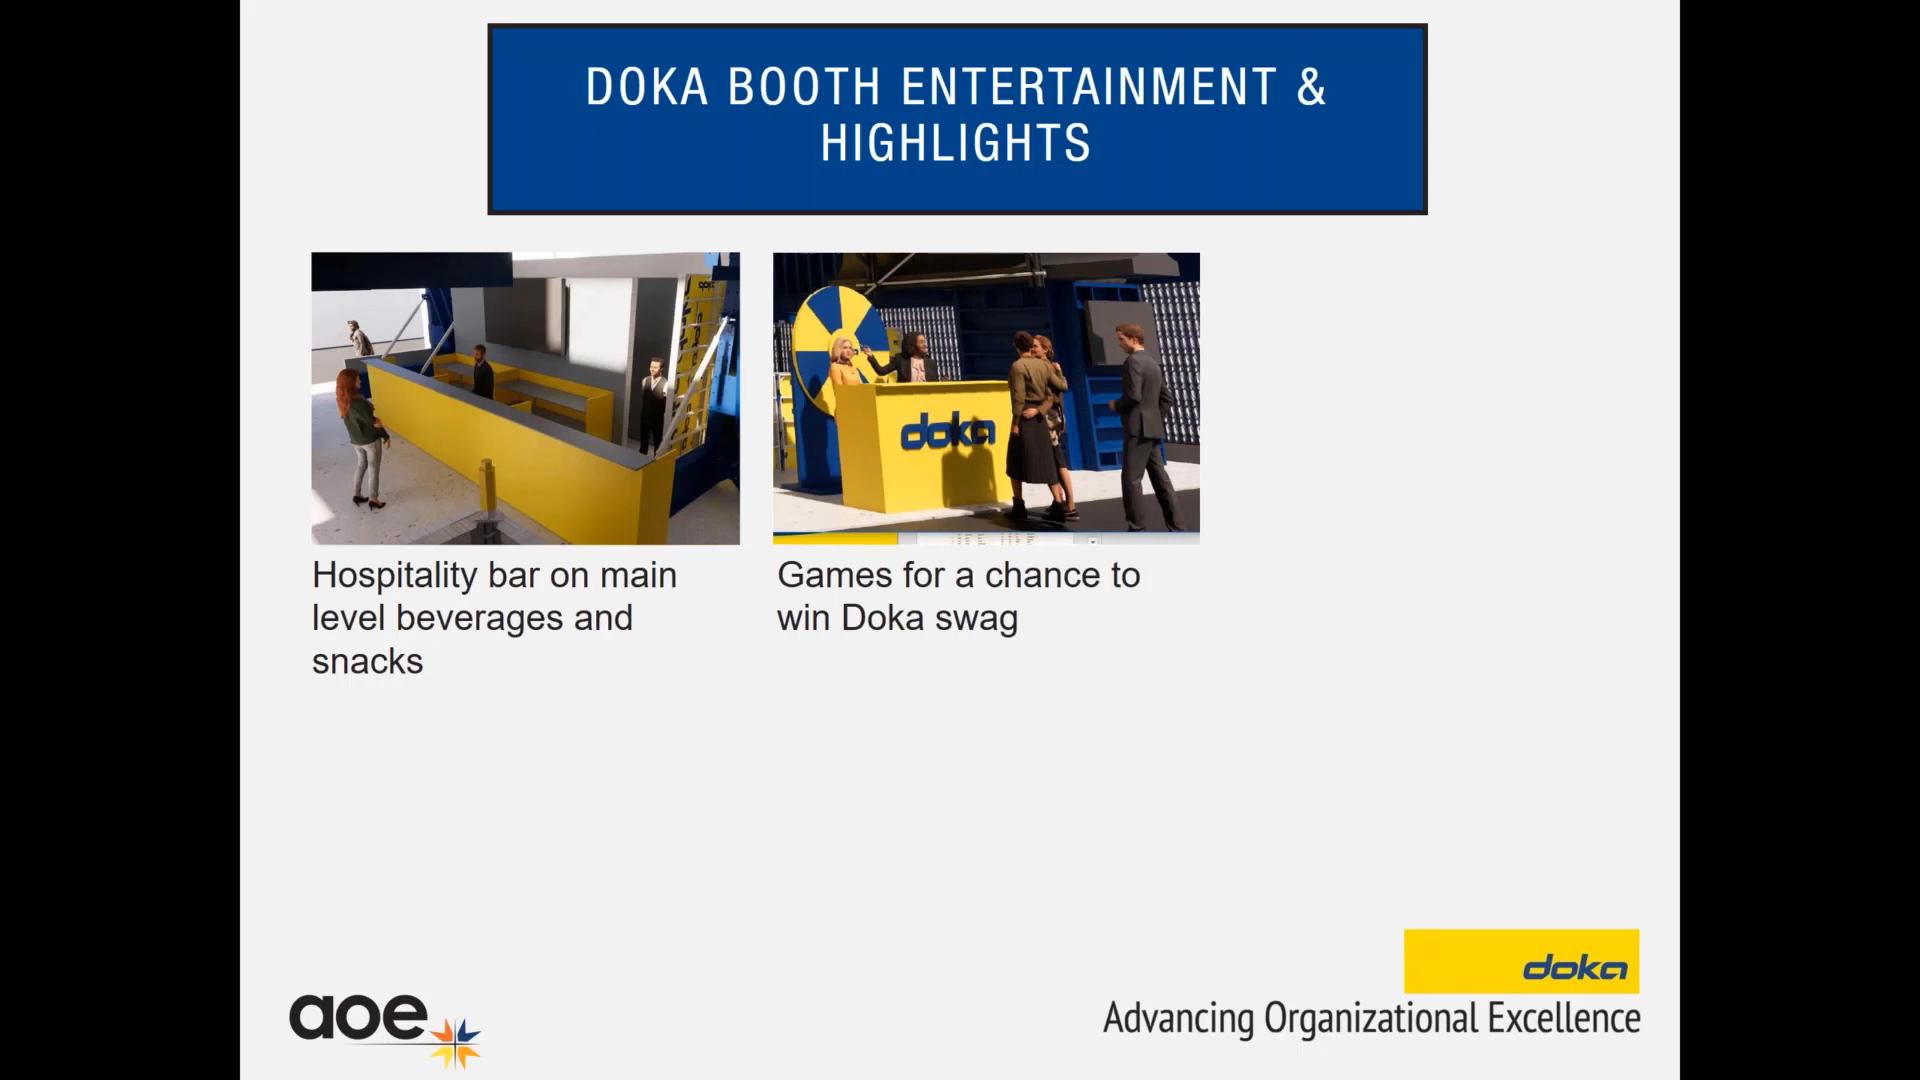 DOKA BOOTH ENTERTAINMENT &
HIGHLIGHTS
doka
Hospitality bar on main
level beverages and
snacks
Games for a chance to
win Doka swag
doka
aoe
Advancing Organizational Excellence